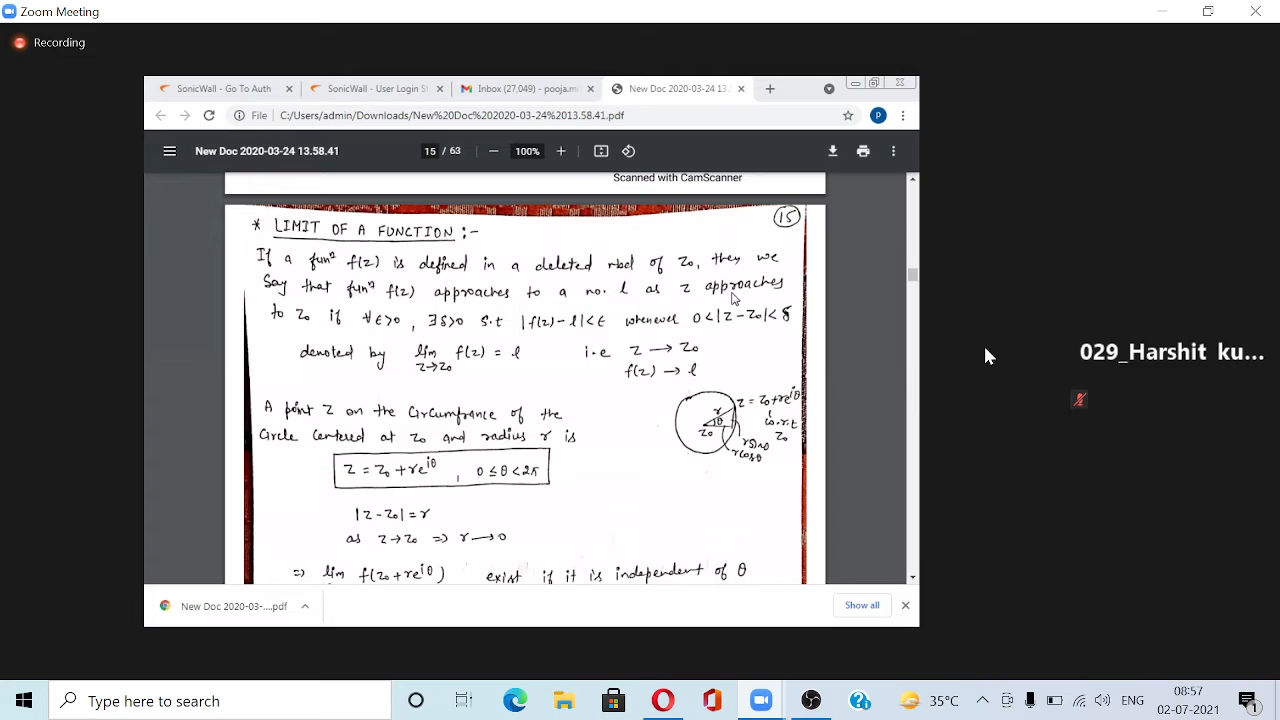 Zoom Meeting
Recording
SonicWall - Go To Auth
SonicWall - User Login S
Inbox (27,049) - pooja.m
New Doc 2020-03-24 13.
File C:/Users/admin/Downloads/New%20Doc%202020-03-24%2013.58.41.pdf
P
New Doc 2020-03-24 13.58.41
15 / 63
100%
Scanned with CamScanner
15
* LIMIT OF A FUNCTION :-
If a funⁿ f(z) is defined in a deleted nbd of z₀, then we
Say that funⁿ f(z) approaches to a no. l as z approaches
to z₀ if ∀ε>0, ∃δ>0 s.t |f(z)-l|<ε whenever 0<|z-z₀|<δ
denoted by lim f(z) = l i.e z → z₀
z→z₀ f(z) → l
A point z on the Circumfrance of the
Circle Centered at z₀ and radius r is
z = z₀+re^iθ
w.r.t
z₀
r
θ
z₀
rsinθ
rcosθ
z = z₀+re^iθ , 0≤θ<2π
|z-z₀|=r
as z→z₀ ⇒ r→0
⇒ lim f(z₀+re^iθ) exist if it is independent of θ
029_Harshit ku...
New Doc 2020-03-....pdf
Show all
Type here to search
35°C
ENG
08:57
02-07-2021
1